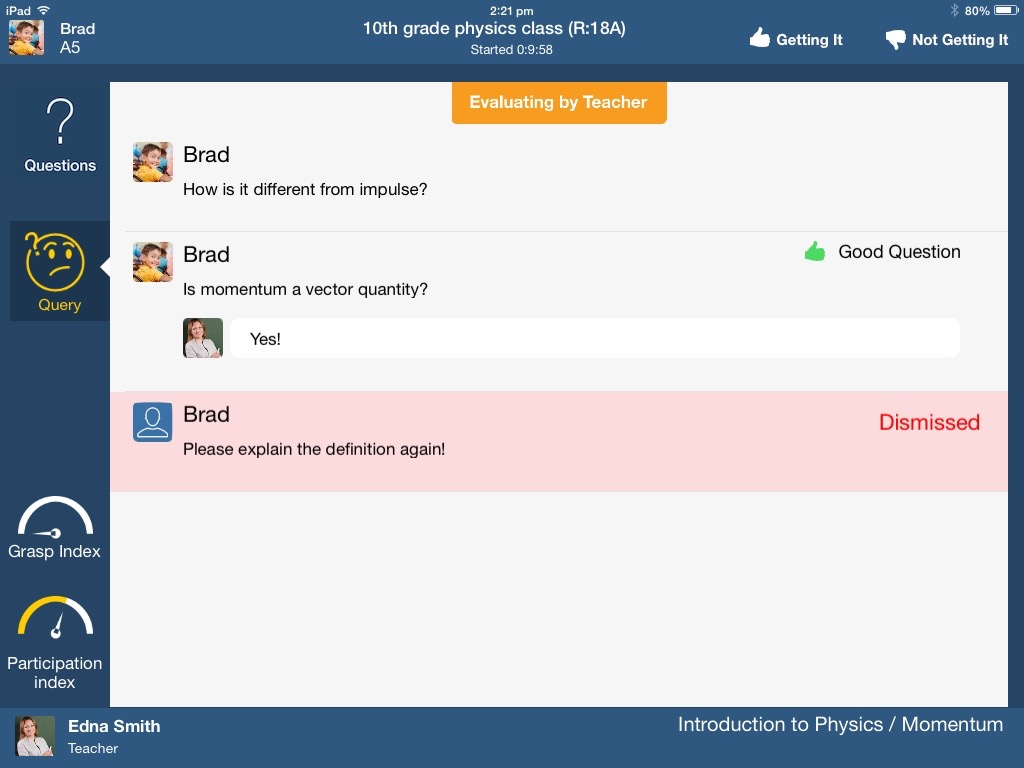 iPad
2:21 pm
80%
Brad
A5
10th grade physics class (R:18A)
Started 0:9:58
Getting It
Not Getting It
Questions
Query
Grasp Index
Participation
index
Evaluating by Teacher
Brad
How is it different from impulse?
Brad
Good Question
Is momentum a vector quantity?
Yes!
Brad
Dismissed
Please explain the definition again!
Edna Smith
Teacher
Introduction to Physics / Momentum